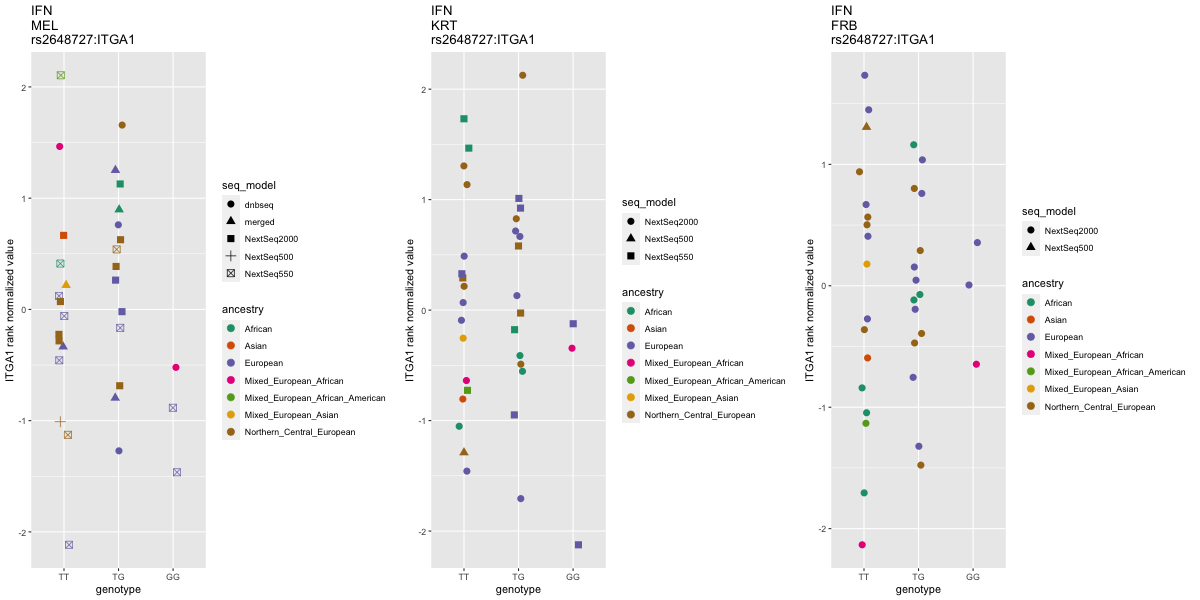 IFN
MEL
rs2648727:ITGA1
ITGA1 rank normalized value
2
1
0
-1
-2
TT
TG
GG
genotype
seq_model
dnbseq
merged
NextSeq2000
NextSeq500
NextSeq550
ancestry
African
Asian
European
Mixed_European_African
Mixed_European_African_American
Mixed_European_Asian
Northern_Central_European
IFN
KRT
rs2648727:ITGA1
ITGA1 rank normalized value
2
1
0
-1
-2
TT
TG
GG
genotype
seq_model
NextSeq2000
NextSeq500
NextSeq550
ancestry
African
Asian
European
Mixed_European_African
Mixed_European_African_American
Mixed_European_Asian
Northern_Central_European
IFN
FRB
rs2648727:ITGA1
ITGA1 rank normalized value
1
0
-1
-2
TT
TG
GG
genotype
seq_model
NextSeq2000
NextSeq500
ancestry
African
Asian
European
Mixed_European_African
Mixed_European_African_American
Mixed_European_Asian
Northern_Central_European